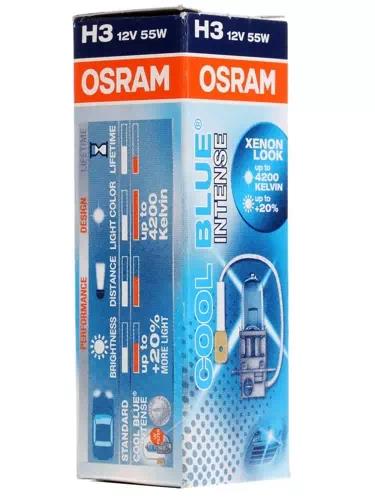 H3 12V 55W
OSRAM
LIFETIME
DESIGN
PERFORMANCE
LIFETIME
LIGHT COLOR
DISTANCE
BRIGHTNESS
up to
4200
Kelvin
up to
+20%
MORE LIGHT
STANDARD
COOL BLUE®
INTENSE
H3 12V 55W
OSRAM
COOL BLUE®
INTENSE
XENON
LOOK
up to
4200
KELVIN
up to
+20%